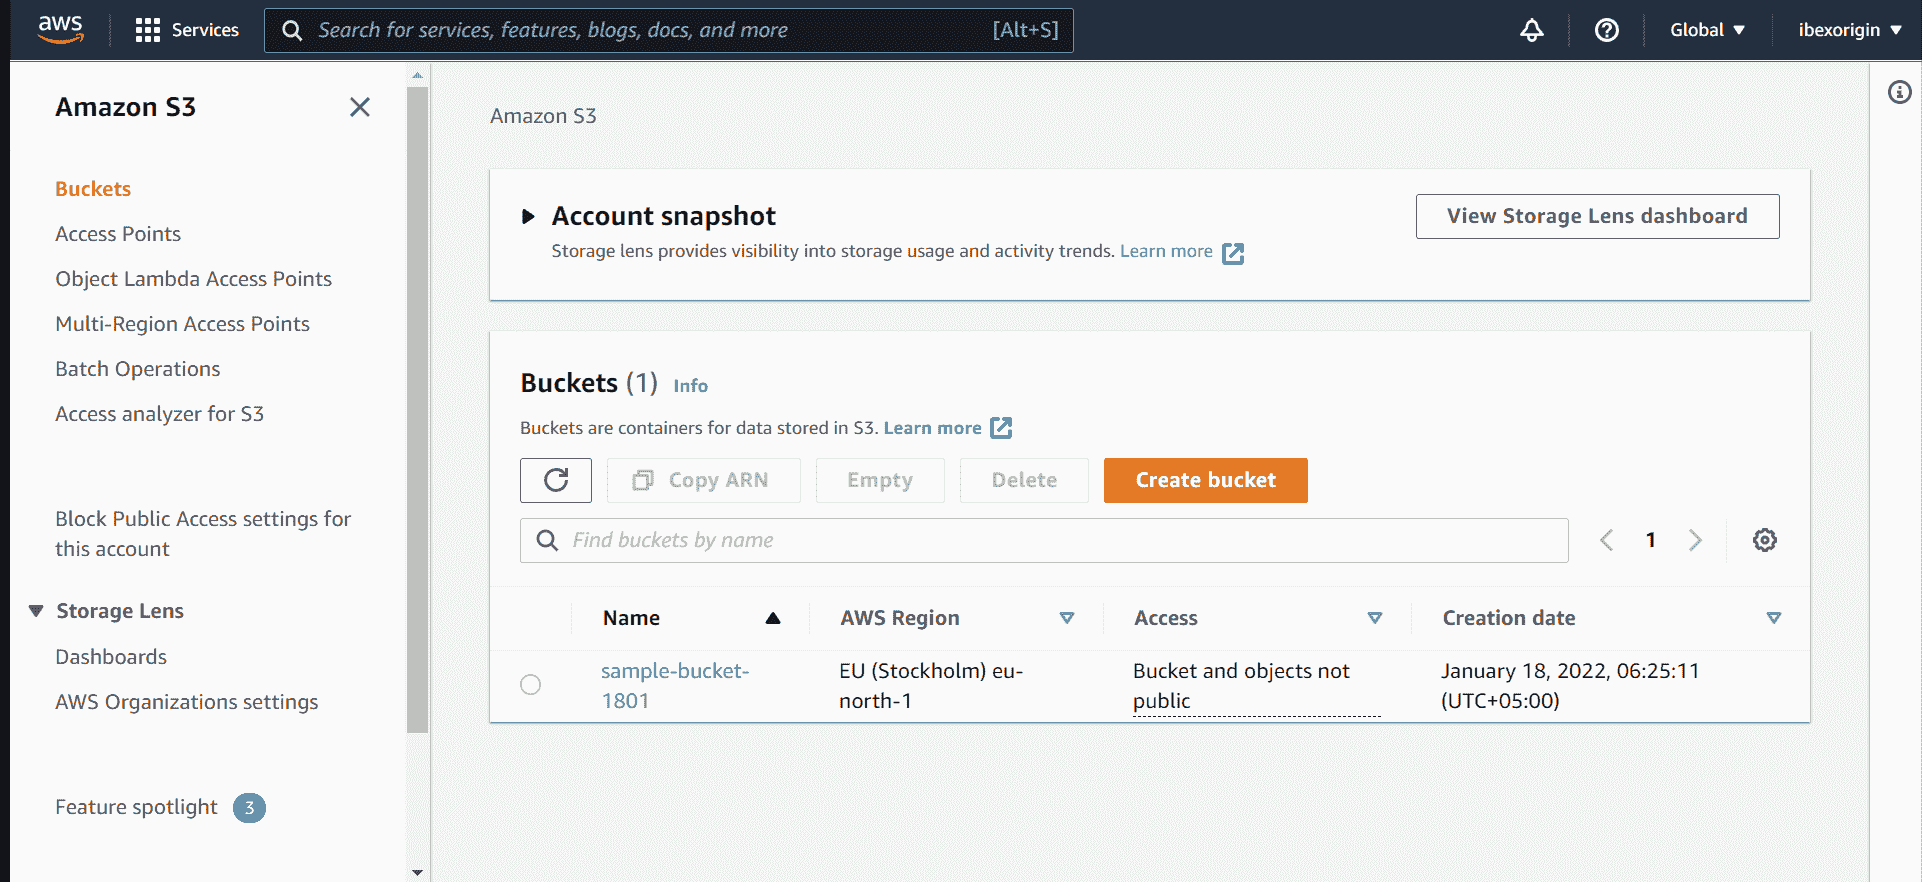 aws Services Search for services, features, blogs, docs, and more [Alt+S] Global ibexorigin
Amazon S3
Buckets
Access Points
Object Lambda Access Points
Multi-Region Access Points
Batch Operations
Access analyzer for S3
Block Public Access settings for
this account
Storage Lens
Dashboards
AWS Organizations settings
Feature spotlight 3
Amazon S3
Account snapshot
Storage lens provides visibility into storage usage and activity trends. Learn more
View Storage Lens dashboard
Buckets (1) Info
Buckets are containers for data stored in S3. Learn more
Copy ARN Empty Delete Create bucket
Find buckets by name 1
Name AWS Region Access Creation date
sample-bucket- EU (Stockholm) eu- Bucket and objects not January 18, 2022, 06:25:11
1801 north-1 public (UTC+05:00)